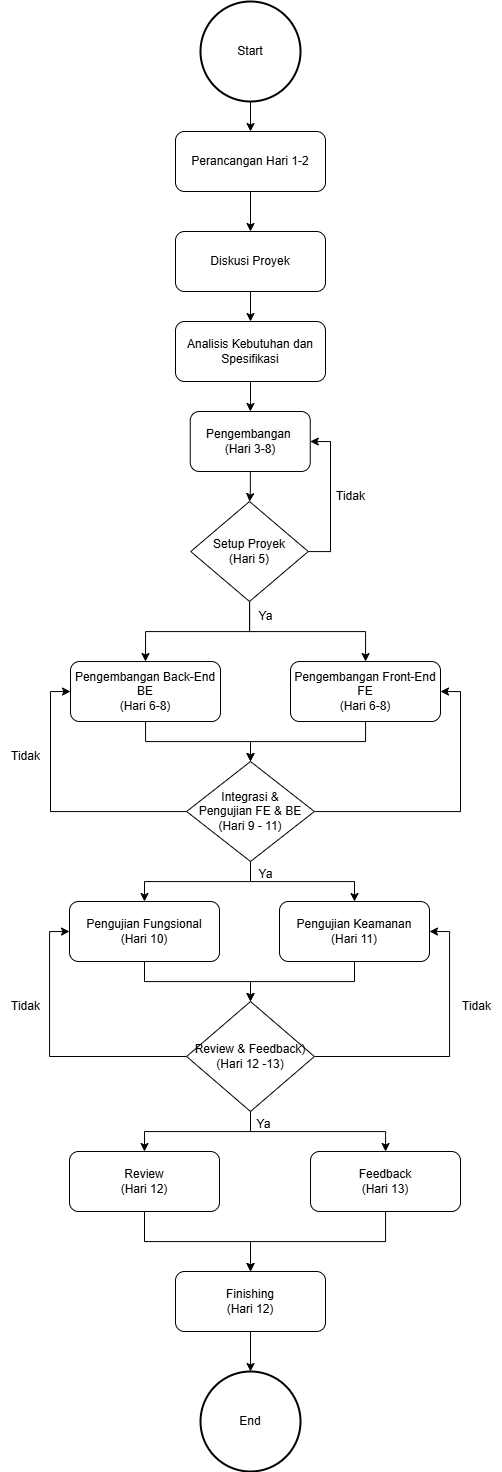 Start
Perancangan Hari 1-2
Diskusi Proyek
Analisis Kebutuhan dan
Spesifikasi
Pengembangan
(Hari 3-8)
Tidak
Setup Proyek
(Hari 5)
Ya
Pengembangan Back-End
BE
(Hari 6-8)
Pengembangan Front-End
FE
(Hari 6-8)
Tidak
Integrasi &
Pengujian FE & BE
(Hari 9 - 11)
Ya
Pengujian Fungsional
(Hari 10)
Pengujian Keamanan
(Hari 11)
Tidak
Tidak
Review & Feedback)
(Hari 12 -13)
Ya
Review
(Hari 12)
Feedback
(Hari 13)
Finishing
(Hari 12)
End